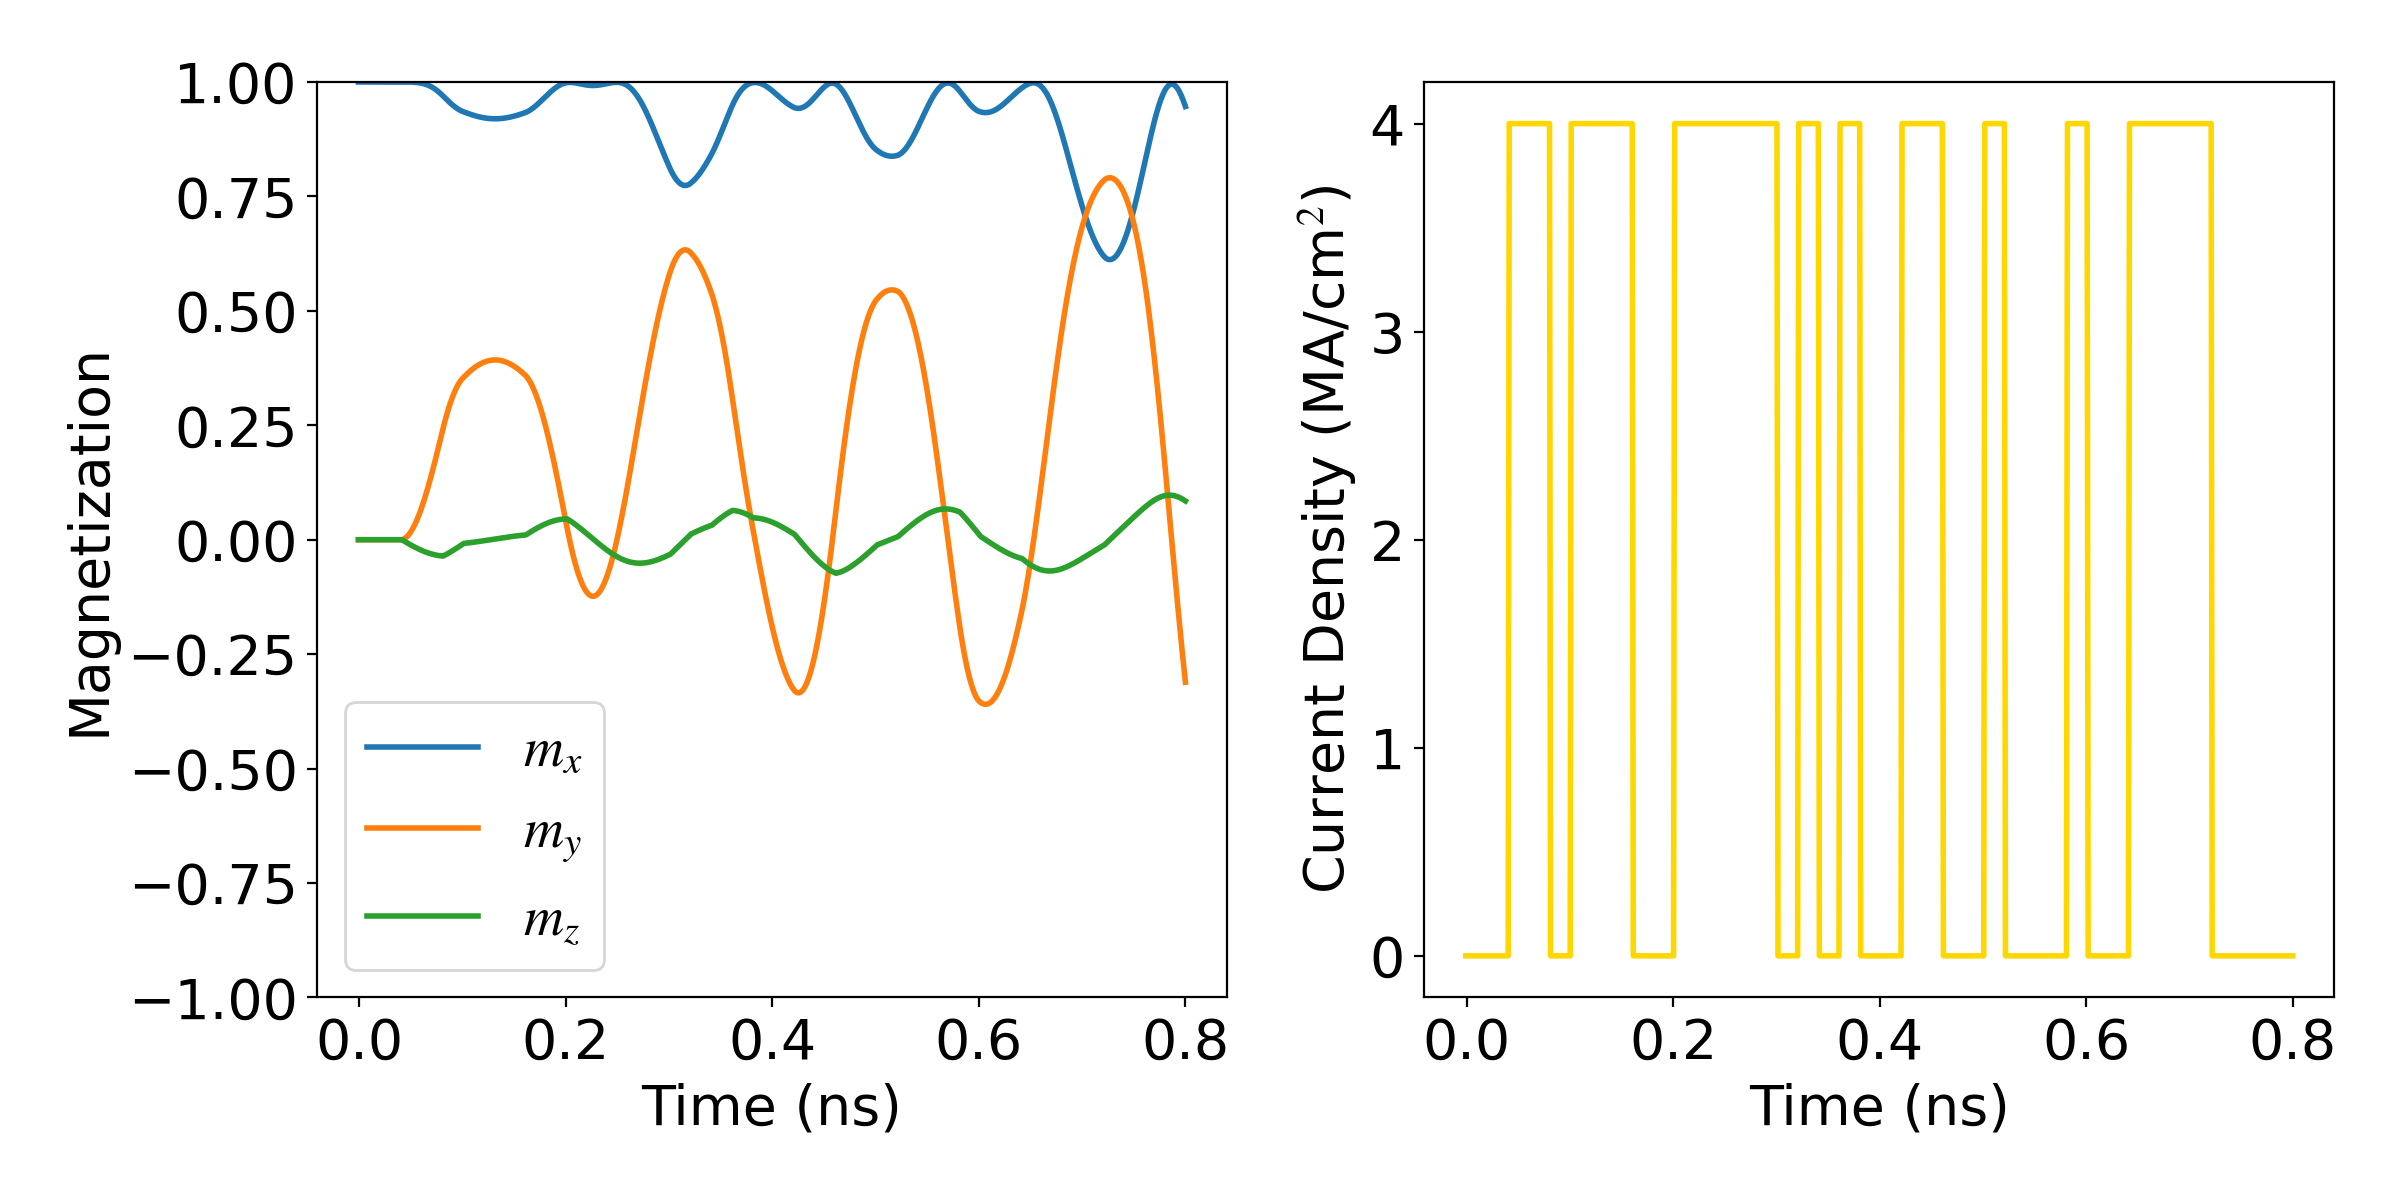 1.00
0.75
0.50
0.25
0.00
−0.25
−0.50
−0.75
−1.00
Magnetization
m_x
m_y
m_z
0.0 0.2 0.4 0.6 0.8
Time (ns)
4
3
2
1
0
Current Density (MA/cm²)
0.0 0.2 0.4 0.6 0.8
Time (ns)